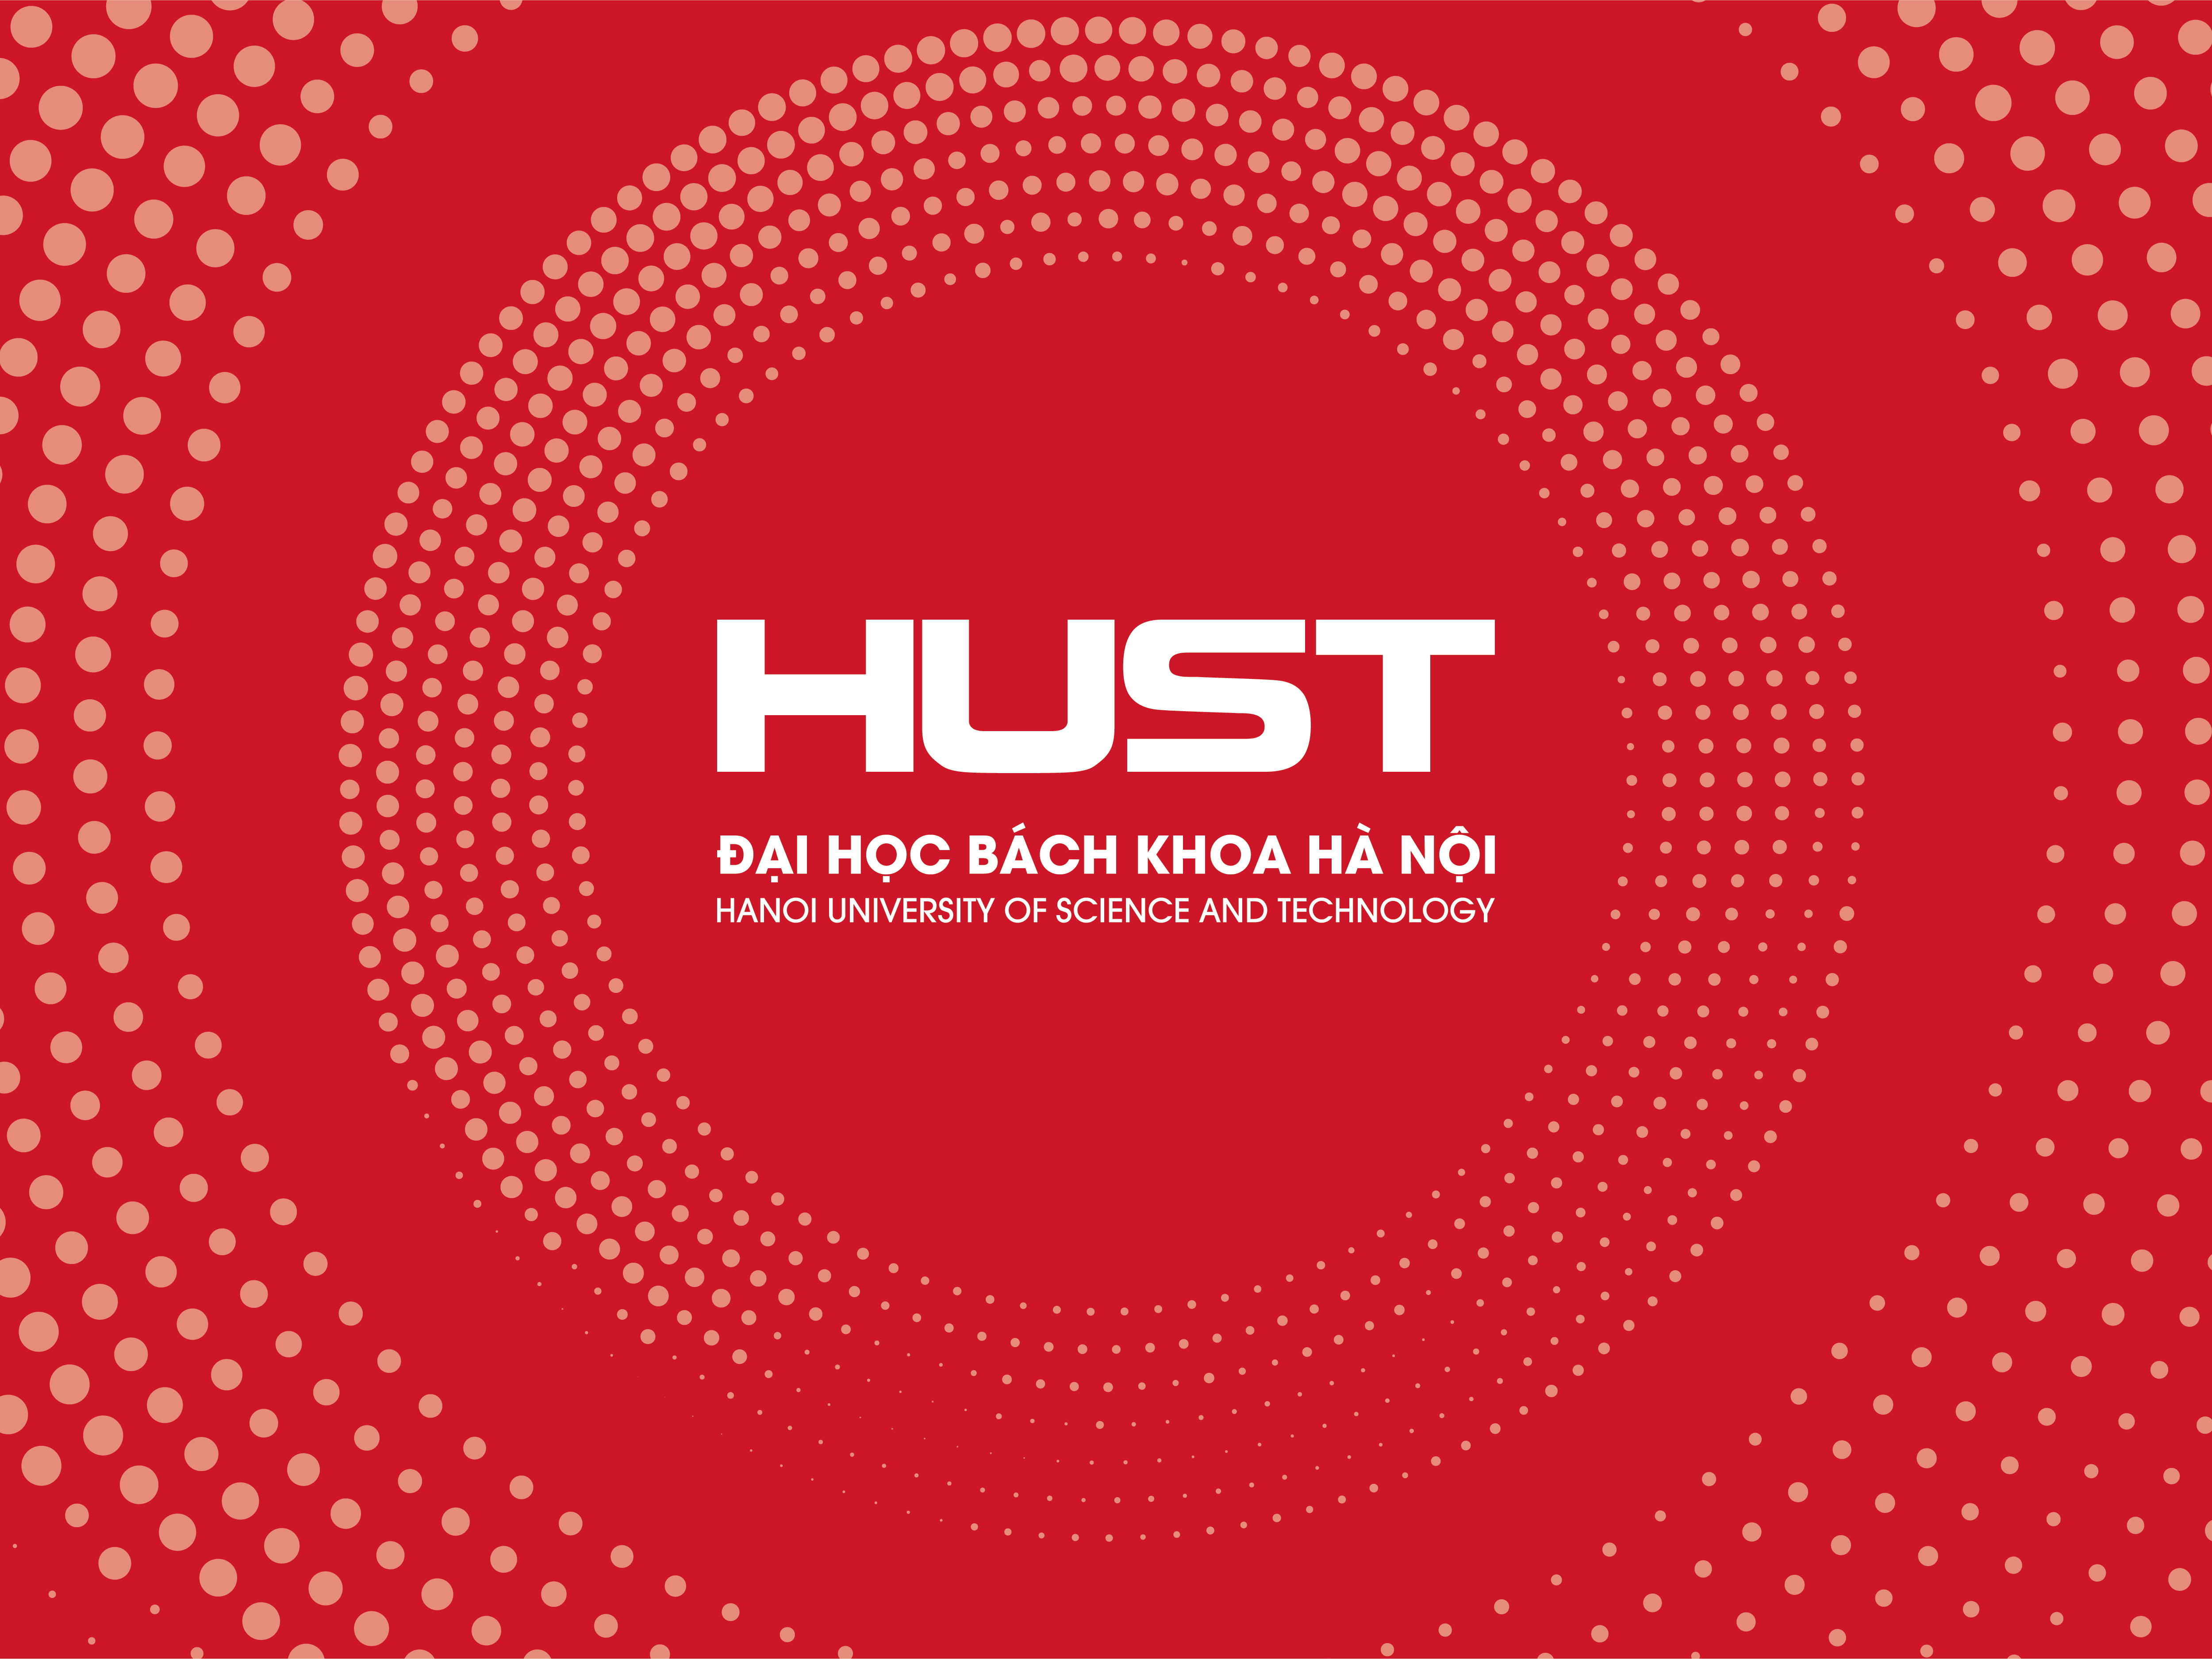 HUST
ĐẠI HỌC BÁCH KHOA HÀ NỘI
HANOI UNIVERSITY OF SCIENCE AND TECHNOLOGY